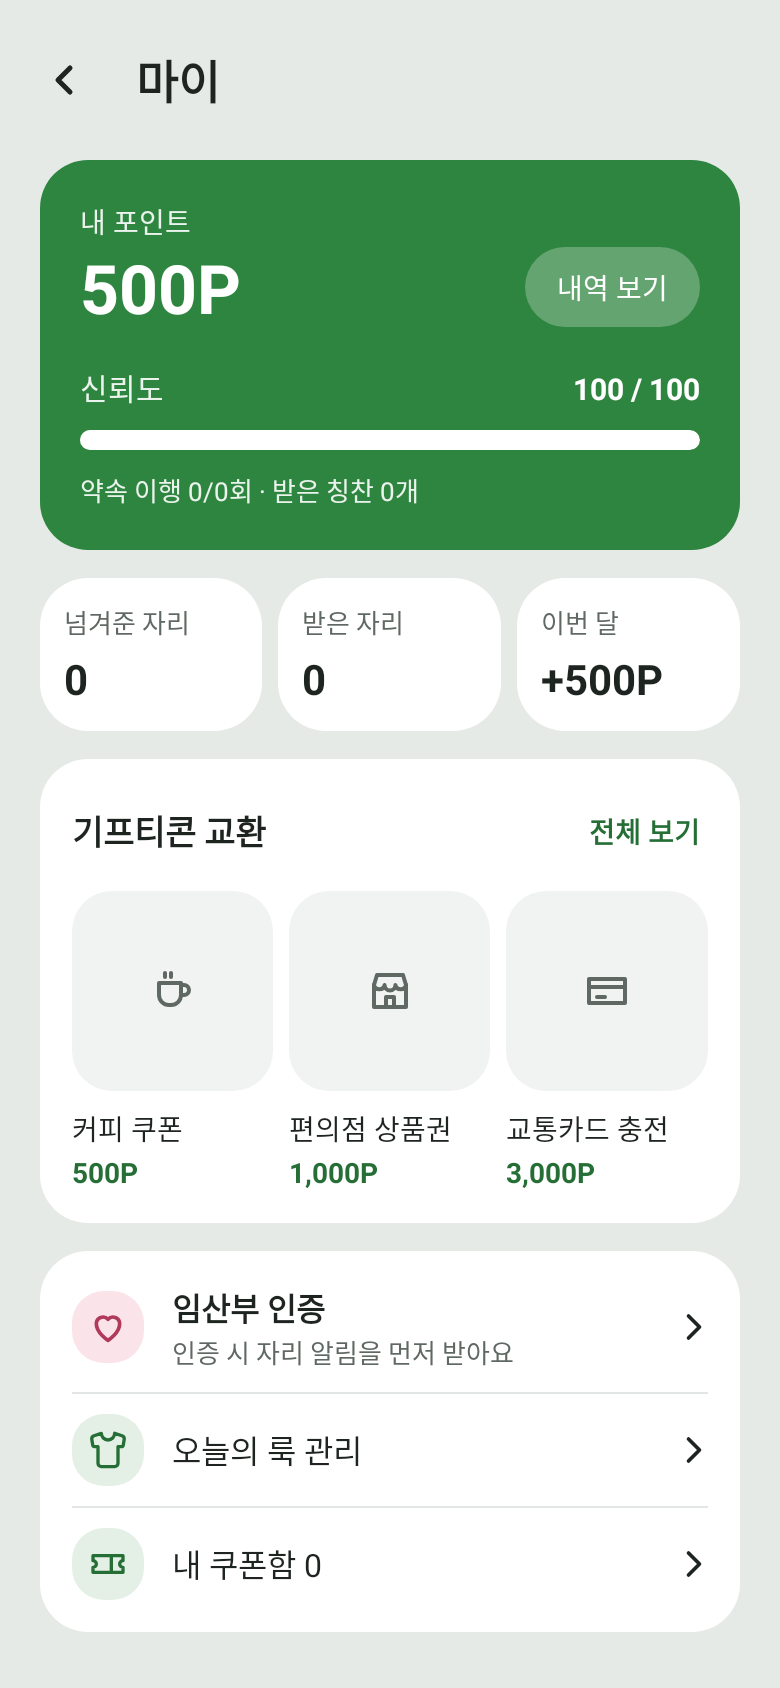 마이
내 포인트
500P
내역 보기
신뢰도
100 / 100
약속 이행 0/0회 · 받은 칭찬 0개
넘겨준 자리
0
받은 자리
0
이번 달
+500P
기프티콘 교환
전체 보기
커피 쿠폰
500P
편의점 상품권
1,000P
교통카드 충전
3,000P
임산부 인증
인증 시 자리 알림을 먼저 받아요
오늘의 룩 관리
내 쿠폰함 0